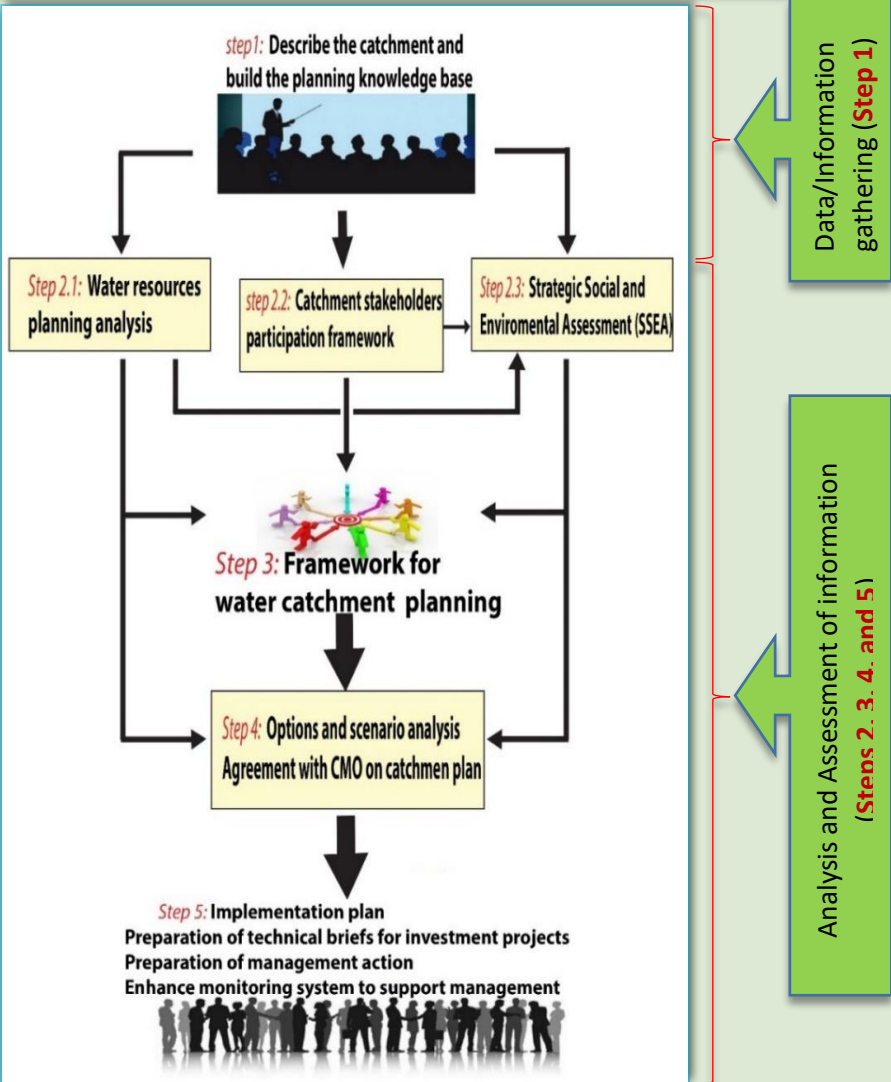 step1: Describe the catchment and
build the planning knowledge base
Step 2.1: Water resources
planning analysis
step2.2: Catchment stakeholders
participation framework
Step 2.3: Strategic Social and
Enviromental Assessment (SSEA)
Step 3: Framework for
water catchment planning
Step 4: Options and scenario analysis
Agreement with CMO on catchmen plan
Step 5: Implementation plan
Preparation of technical briefs for investment projects
Preparation of management action
Enhance monitoring system to support management
Data/Information
gathering (Step 1)
Analysis and Assessment of information
(Steps 2, 3, 4, and 5)